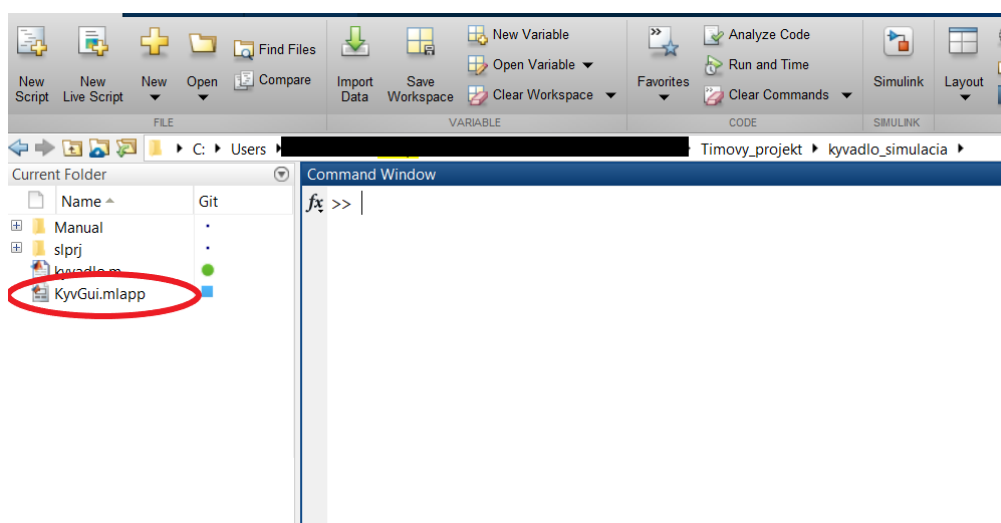 New Script
New Live Script
New
Open
Find Files
Compare
Import Data
Save Workspace
New Variable
Open Variable
Clear Workspace
Favorites
Analyze Code
Run and Time
Clear Commands
Simulink
Layout
FILE
VARIABLE
CODE
SIMULINK
C: Users Timovy_projekt kyvadlo_simulacia
Current Folder
Command Window
Name Git
fx >>
Manual
slprj
kyvadlo.m
KyvGui.mlapp